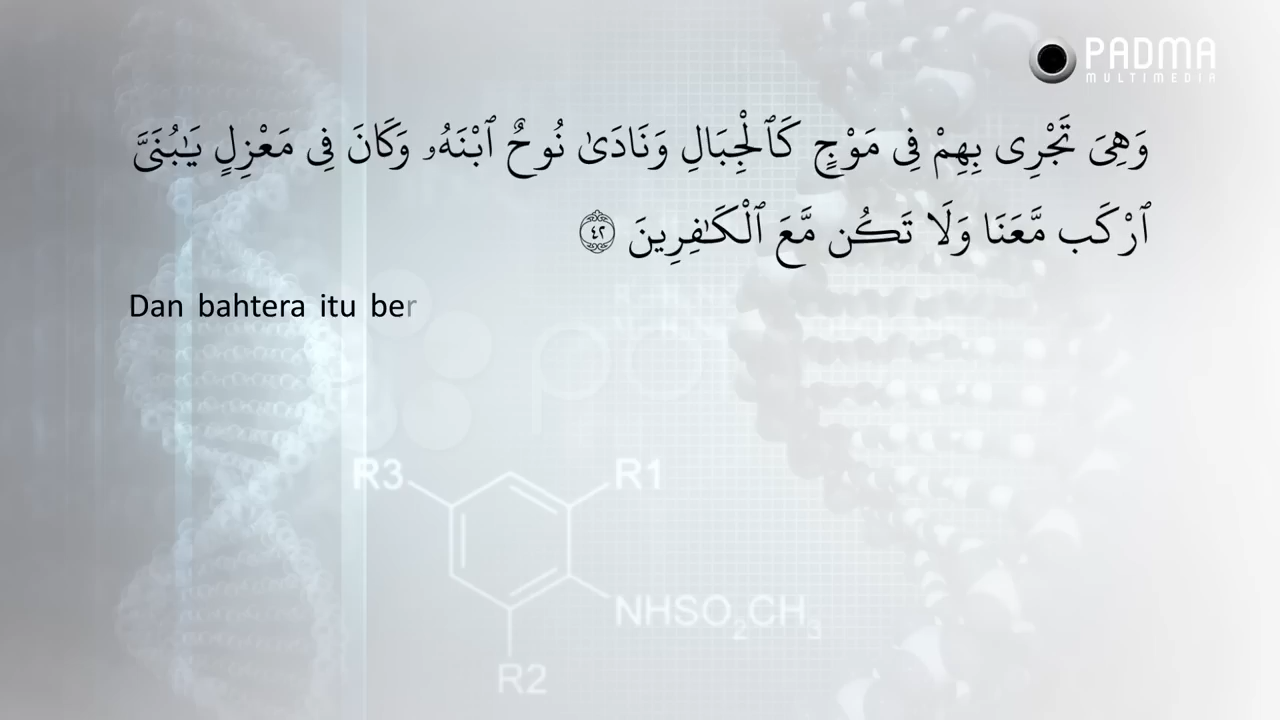 PADMA
MULTIMEDIA
وَهِىَ تَجْرِى بِهِمْ فِى مَوْجٍ كَٱلْجِبَالِ وَنَادَىٰ نُوحٌ ٱبْنَهُۥ وَكَانَ فِى مَعْزِلٍ يَـٰبُنَىَّ
ٱرْكَب مَّعَنَا وَلَا تَكُن مَّعَ ٱلْكَـٰفِرِينَ ٤٢
Dan bahtera itu ber
R3
R1
NHSO₂CH₃
R2